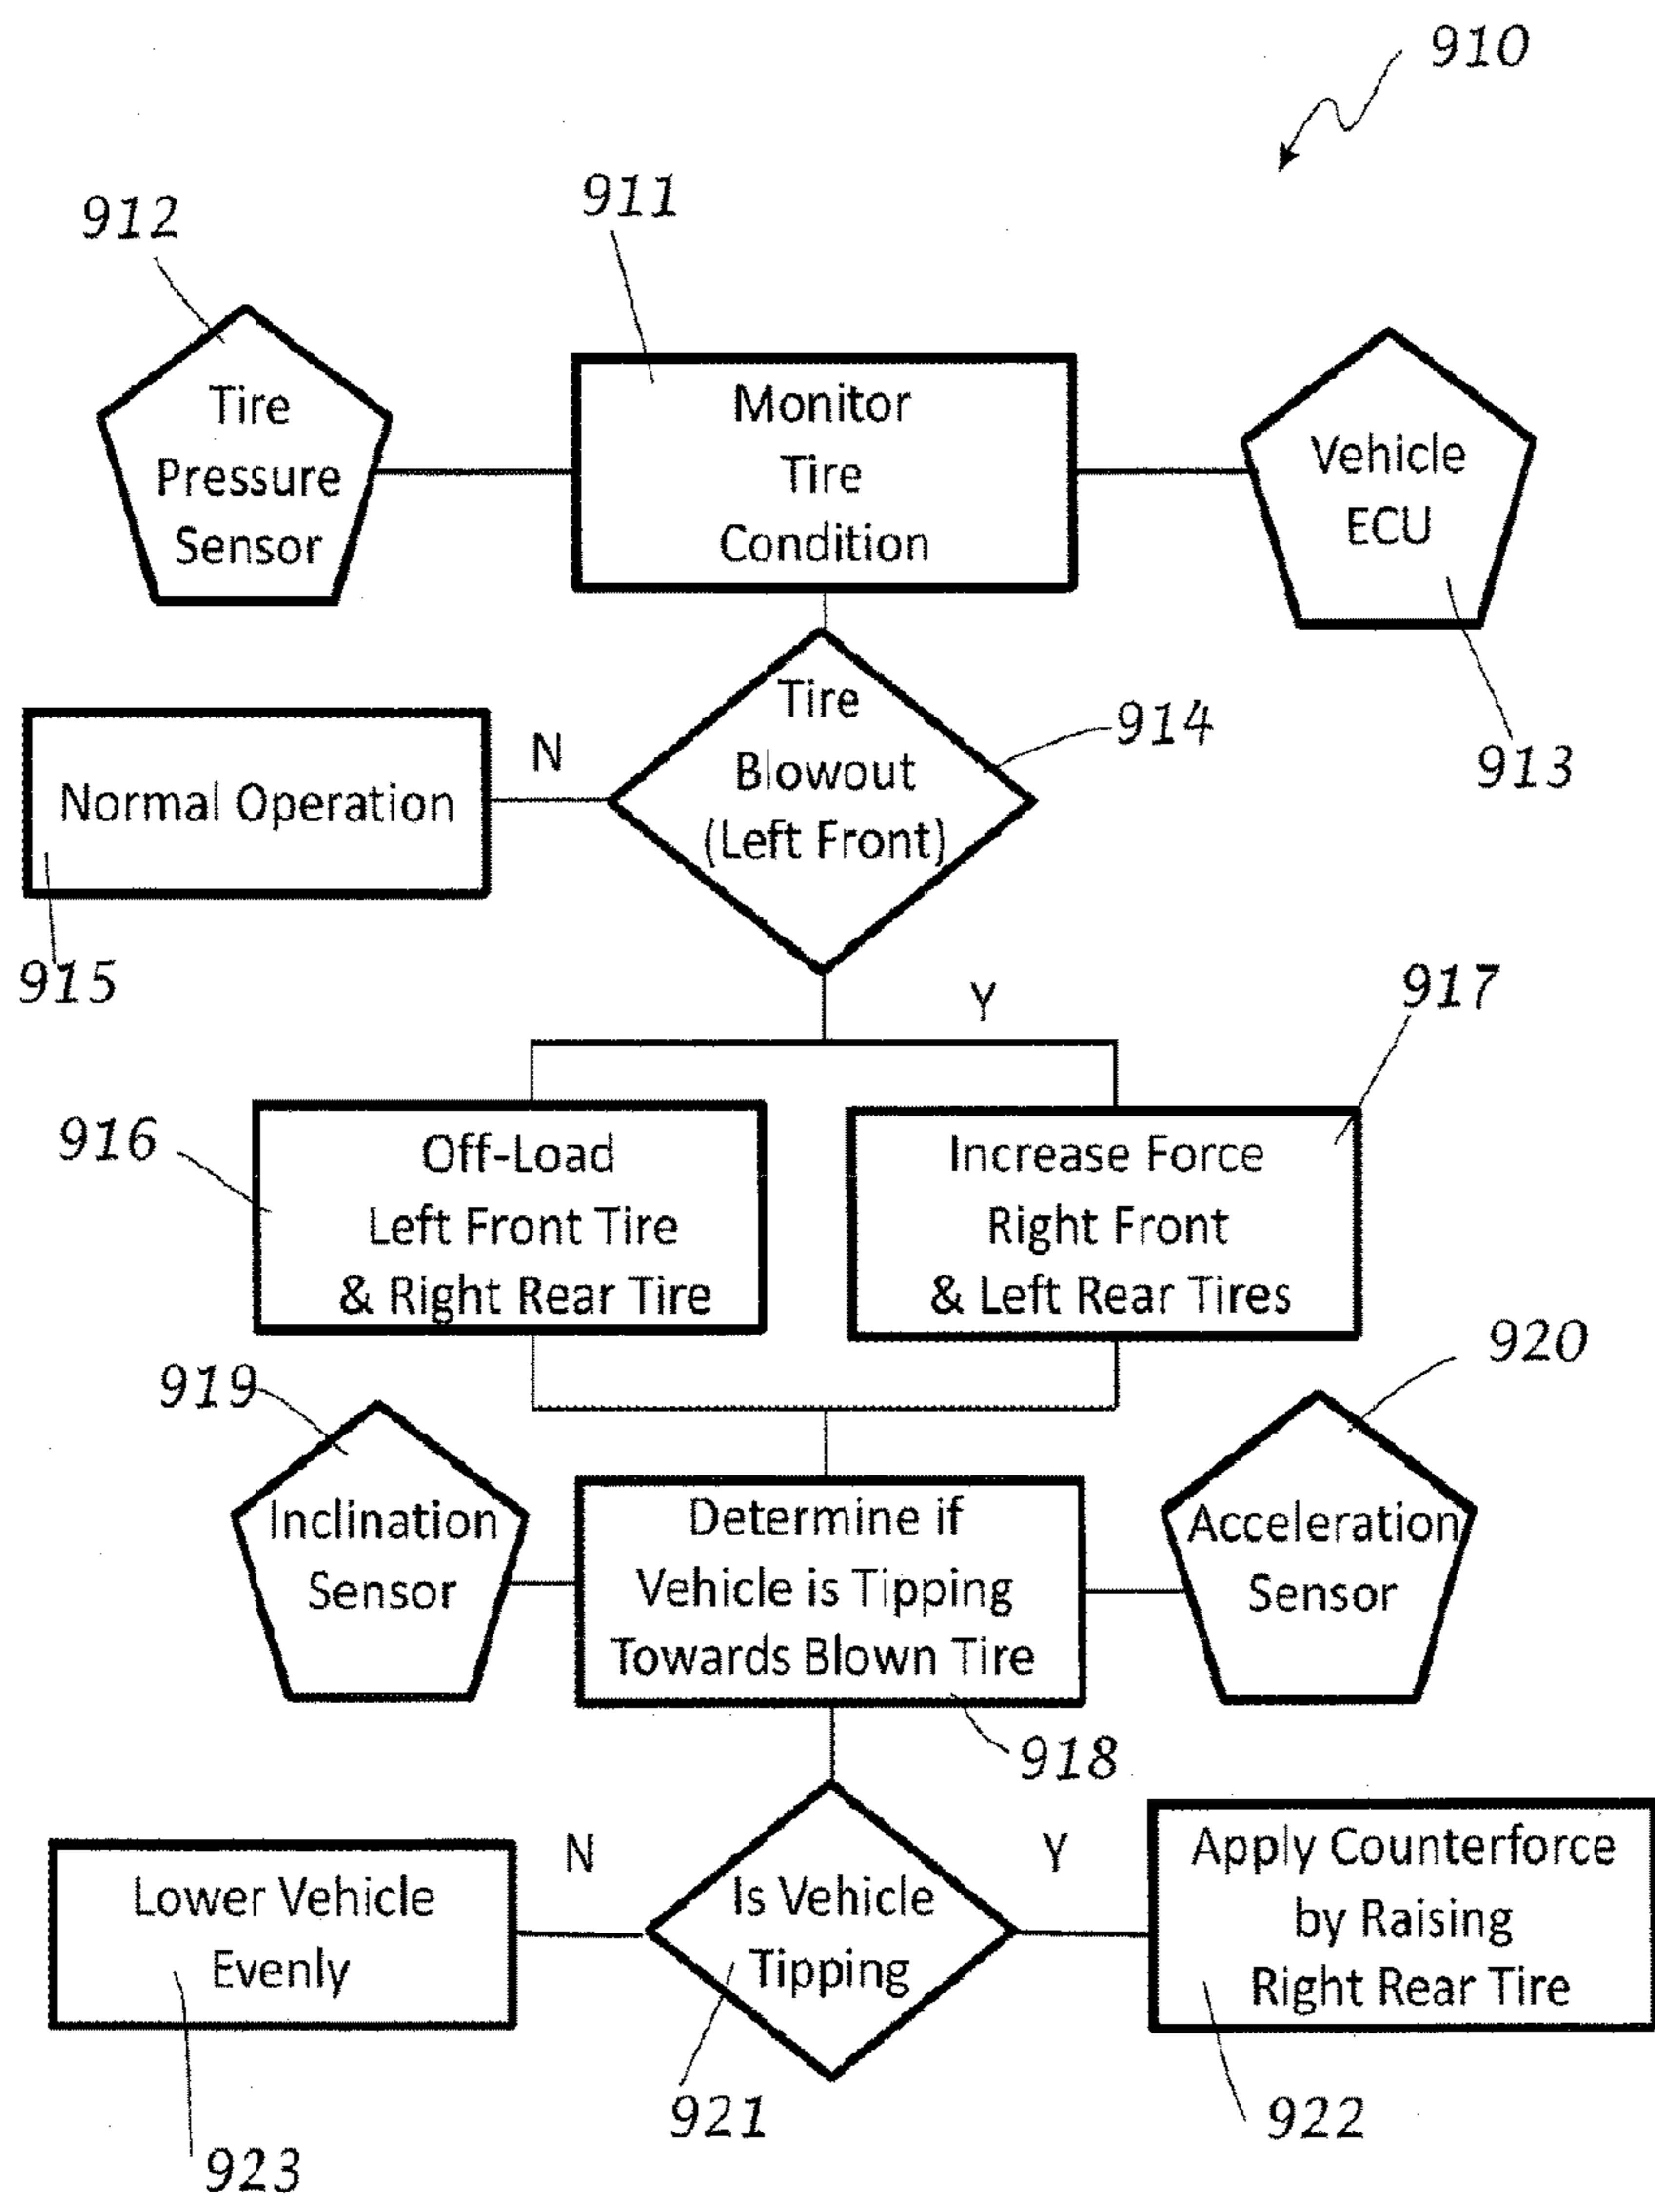 910
911
912
Tire
Pressure
Sensor
Monitor
Tire
Condition
Vehicle
ECU
913
Tire
Blowout
(Left Front)
914
N
Normal Operation
915
Y
917
916
Off-Load
Left Front Tire
& Right Rear Tire
Increase Force
Right Front
& Left Rear Tires
919
920
Inclination
Sensor
Determine if
Vehicle is Tipping
Towards Blown Tire
Acceleration
Sensor
918
N
Y
Lower Vehicle
Evenly
Is Vehicle
Tipping
Apply Counterforce
by Raising
Right Rear Tire
921
922
923